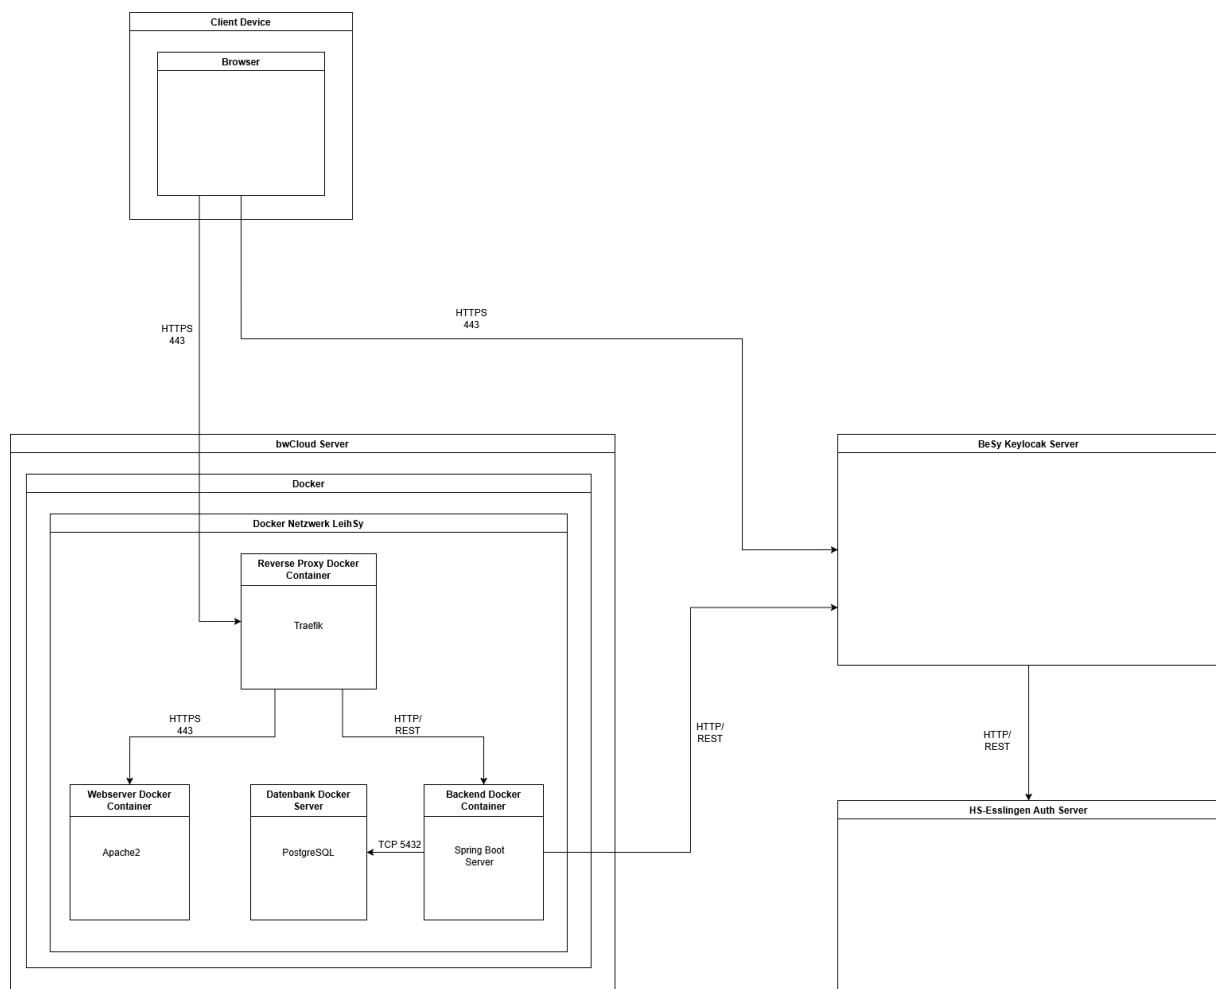 Client Device
Browser
HTTPS
443
HTTPS
443
bwCloud Server
BeSy Keylocak Server
Docker
Docker Netzwerk LeihSy
Reverse Proxy Docker
Container
Traefik
HTTPS
443
HTTP/
REST
HTTP/
REST
HTTP/
REST
Webserver Docker
Container
Apache2
Datenbank Docker
Server
PostgreSQL
TCP 5432
Backend Docker
Container
Spring Boot
Server
HS-Esslingen Auth Server